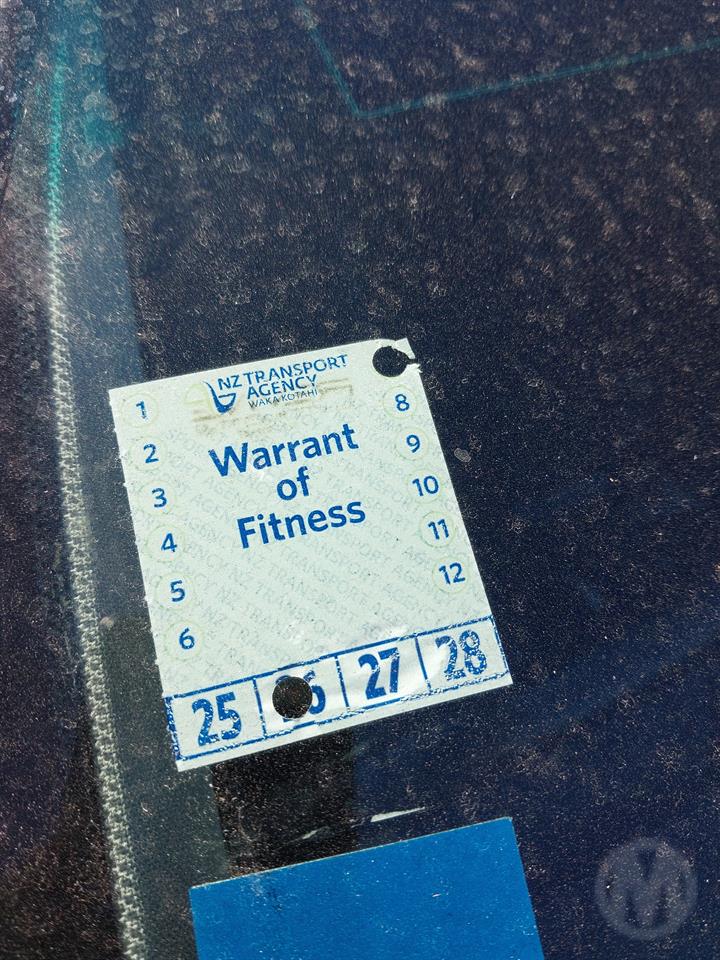 NZ TRANSPORT
AGENCY
WAKA KOTAHI
1
8
Warrant
2
9
of
3
10
Fitness
4
11
5
12
6
25 6 27 28
M